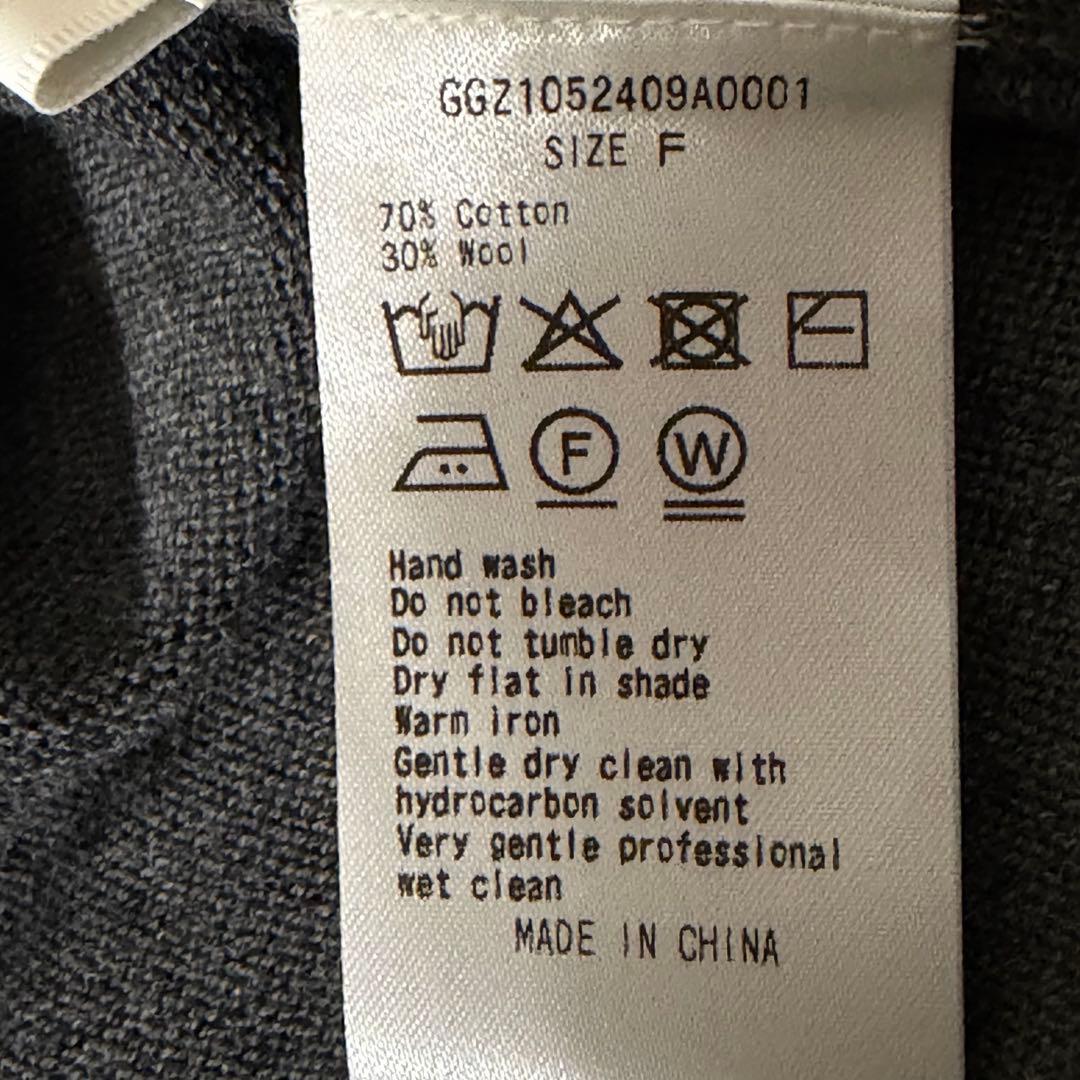 GGZ1052409A0001
SIZE F
70% Cotton
30% Wool
F W
Hand wash
Do not bleach
Do not tumble dry
Dry flat in shade
Warm iron
Gentle dry clean with
hydrocarbon solvent
Very gentle professional
wet clean
MADE IN CHINA